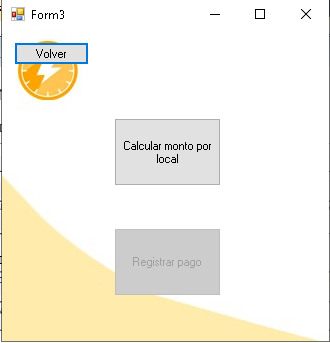 Form3
Volver
Calcular monto por
local
Registrar pago